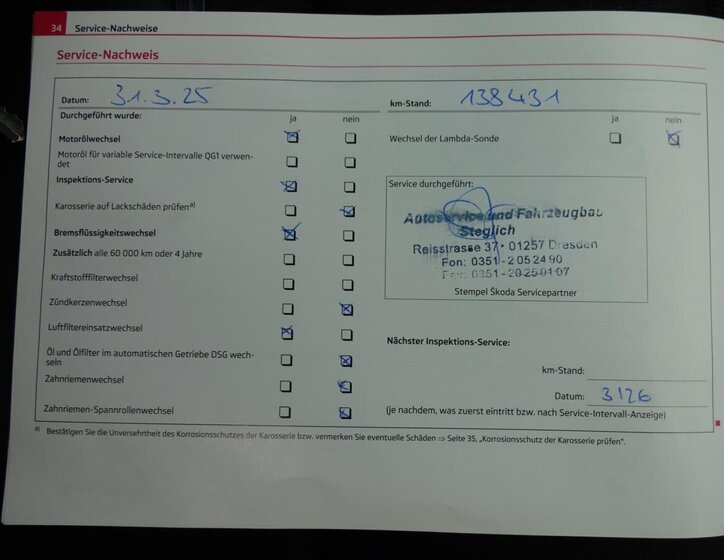 34 Service-Nachweise
Service-Nachweis
Datum: 31.3.25
km-Stand: 138431
Durchgeführt wurde: ja nein
ja nein
Motorölwechsel
Wechsel der Lambda-Sonde
Motoröl für variable Service-Intervalle QG1 verwen-
det
Inspektions-Service
Service durchgeführt:
Karosserie auf Lackschäden prüfen a)
Autoservice und Fahrzeugbau
Steglich
Reisstrasse 37 · 01257 Dresden
Fon: 0351 - 2 05 24 90
Fax: 0351 - 20 25 01 07
Stempel Škoda Servicepartner
Bremsflüssigkeitswechsel
Zusätzlich alle 60 000 km oder 4 Jahre
Kraftstofffilterwechsel
Zündkerzenwechsel
Luftfiltereinsatzwechsel
Öl und Ölfilter im automatischen Getriebe DSG wech-
seln
Zahnriemenwechsel
Zahnriemen-Spannrollenwechsel
Nächster Inspektions-Service:
km-Stand:
Datum: 3/26
(je nachdem, was zuerst eintritt bzw. nach Service-Intervall-Anzeige)
a) Bestätigen Sie die Unversehrtheit des Korrosionsschutzes der Karosserie bzw. vermerken Sie eventuelle Schäden ⇒ Seite 35, „Korrosionsschutz der Karosserie prüfen“.